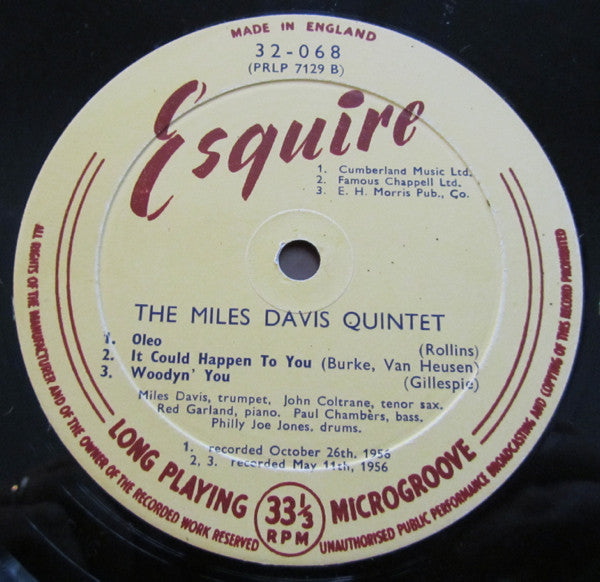 MADE IN ENGLAND
32-068
(PRLP 7129 B)
Esquire
1. Cumberland Music Ltd.
2. Famous Chappell Ltd.
3. E. H. Morris Pub., Co.
THE MILES DAVIS QUINTET
1. Oleo (Rollins)
2. It Could Happen To You (Burke, Van Heusen)
3. Woodyn' You (Gillespie)
Miles Davis, trumpet, John Coltrane, tenor sax.
Red Garland, piano. Paul Chambers, bass.
Philly Joe Jones, drums.
1. recorded October 26th, 1956
2, 3. recorded May 11th, 1956
LONG PLAYING 33⅓ RPM MICROGROOVE
ALL RIGHTS OF THE MANUFACTURER AND OF THE OWNER OF THE RECORDED WORK RESERVED
UNAUTHORISED PUBLIC PERFORMANCE BROADCASTING AND COPYING OF THIS RECORD PROHIBITED